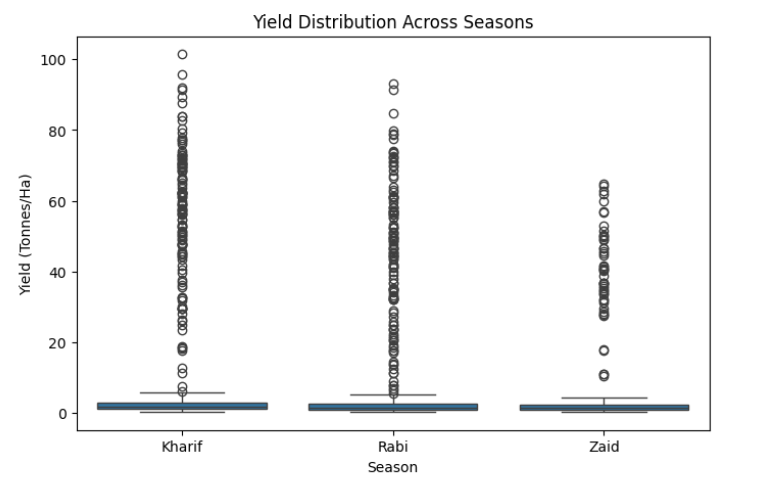 Yield Distribution Across Seasons
Yield (Tonnes/Ha)
100
80
60
40
20
0
Kharif Rabi Zaid
Season